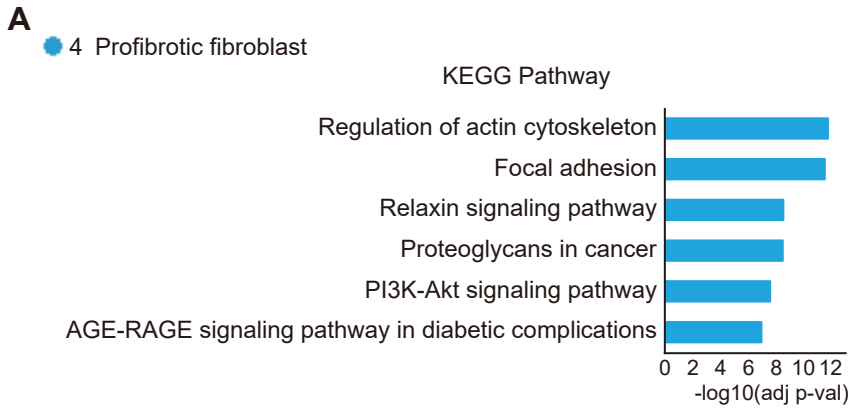 A
4 Profibrotic fibroblast
KEGG Pathway
Regulation of actin cytoskeleton
Focal adhesion
Relaxin signaling pathway
Proteoglycans in cancer
PI3K-Akt signaling pathway
AGE-RAGE signaling pathway in diabetic complications
0 2 4 6 8 10 12
-log10(adj p-val)